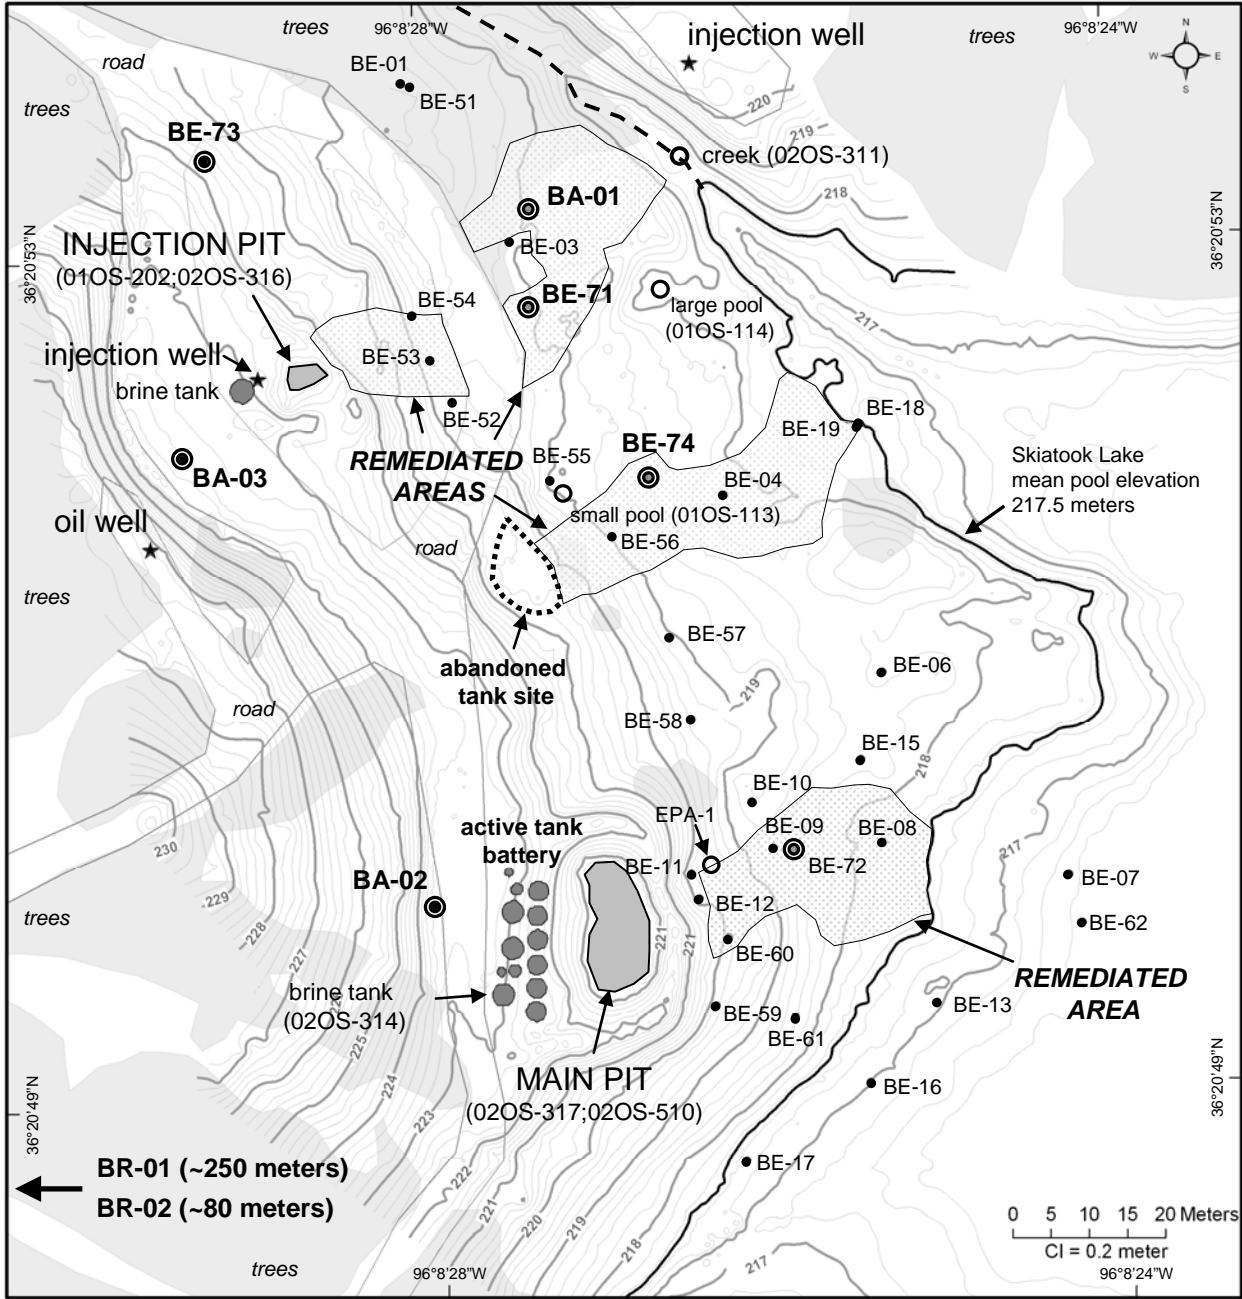 trees
96°8'28"W
injection well
trees
96°8'24"W
N
W
E
S
road
BE-01
BE-51
trees
220
219
BE-73
creek (02OS-311)
218
BA-01
36°20'53"N
36°20'53"N
INJECTION PIT
(01OS-202;02OS-316)
BE-03
BE-54
BE-71
large pool
(01OS-114)
217
injection well
BE-53
brine tank
BE-52
BE-18
BE-19
BE-74
BA-03
REMEDIATED
AREAS
BE-55
BE-04
Skiatook Lake
mean pool elevation
217.5 meters
oil well
small pool (01OS-113)
road
BE-56
trees
BE-57
abandoned
tank site
BE-06
219
road
BE-58
BE-15
218
BE-10
EPA-1
active tank
battery
BE-09
BE-08
217
230
BE-72
BE-11
BE-07
BA-02
229
BE-12
trees
BE-62
228
221
221
BE-60
227
REMEDIATED
AREA
brine tank
(02OS-314)
BE-13
BE-59
BE-61
225
MAIN PIT
(02OS-317;02OS-510)
224
BE-16
36°20'49"N
36°20'49"N
223
BR-01 (~250 meters)
BE-17
222
BR-02 (~80 meters)
221
220
219
0 5 10 15 20 Meters
218
CI = 0.2 meter
217
trees
96°8'28"W
96°8'24"W